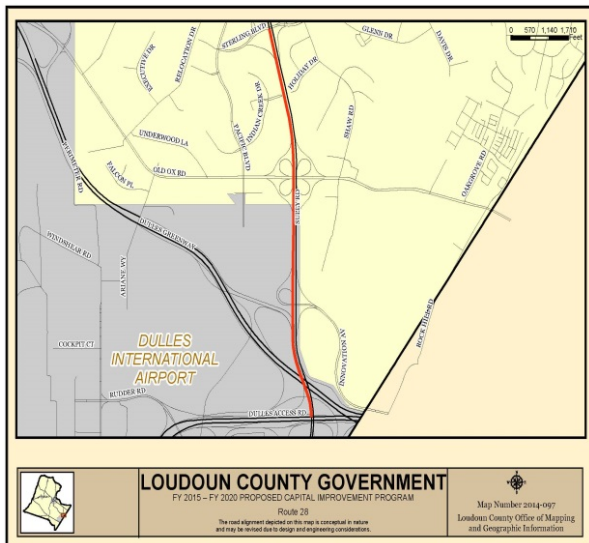 0 570 1,140 1,710
Feet
STERLING BLVD
GLENN DR
DAVIS DR
EXECUTIVE DR
RELOCATION DR
HOLIDAY DR
INDIAN CREEK DR
PACIFIC BLVD
SHAW RD
UNDERWOOD LA
OLD OX RD
FALCON PL
PERIMETER RD
OAKGROVE RD
SULLY RD
DULLES GREENWAY
WINDSHEAR RD
ARIANE WY
ROCK HILL RD
INNOVATION AV
COCKPIT CT
DULLES
INTERNATIONAL
AIRPORT
RUDDER RD
DULLES ACCESS RD
LOUDOUN COUNTY GOVERNMENT
FY 2015 – FY 2020 PROPOSED CAPITAL IMPROVEMENT PROGRAM
Route 28
The road alignment depicted on this map is conceptual in nature
and may be revised due to design and engineering considerations.
Map Number 2014-097
Loudoun County Office of Mapping
and Geographic Information